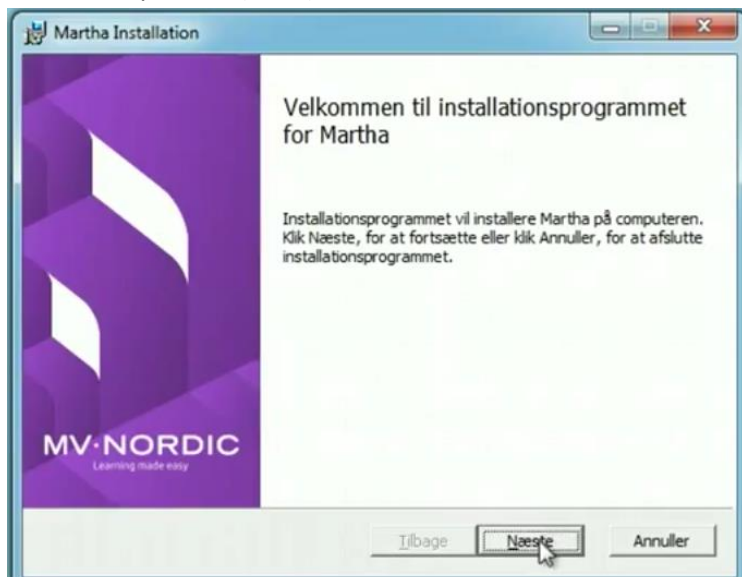 Martha Installation
Velkommen til installationsprogrammet
for Martha
Installationsprogrammet vil installere Martha på computeren.
Klik Næste, for at fortsætte eller klik Annuller, for at afslutte
installationsprogrammet.
MV·NORDIC
Learning made easy
Tilbage Næste Annuller